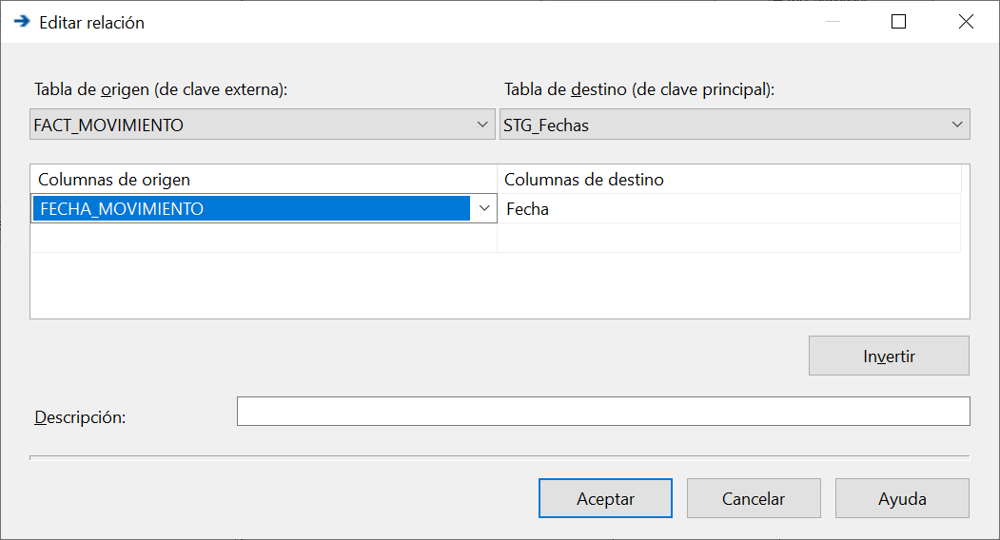 Editar relación
Tabla de origen (de clave externa): Tabla de destino (de clave principal):
FACT_MOVIMIENTO STG_Fechas
Columnas de origen Columnas de destino
FECHA_MOVIMIENTO Fecha
Invertir
Descripción:
Aceptar Cancelar Ayuda